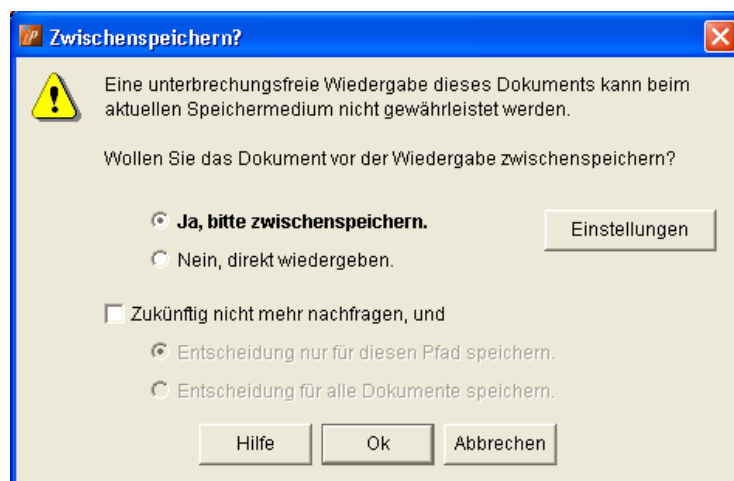 Zwischenspeichern?
Eine unterbrechungsfreie Wiedergabe dieses Dokuments kann beim
aktuellen Speichermedium nicht gewährleistet werden.
Wollen Sie das Dokument vor der Wiedergabe zwischenspeichern?
Ja, bitte zwischenspeichern.
Einstellungen
Nein, direkt wiedergeben.
Zukünftig nicht mehr nachfragen, und
Entscheidung nur für diesen Pfad speichern.
Entscheidung für alle Dokumente speichern.
Hilfe
Ok
Abbrechen